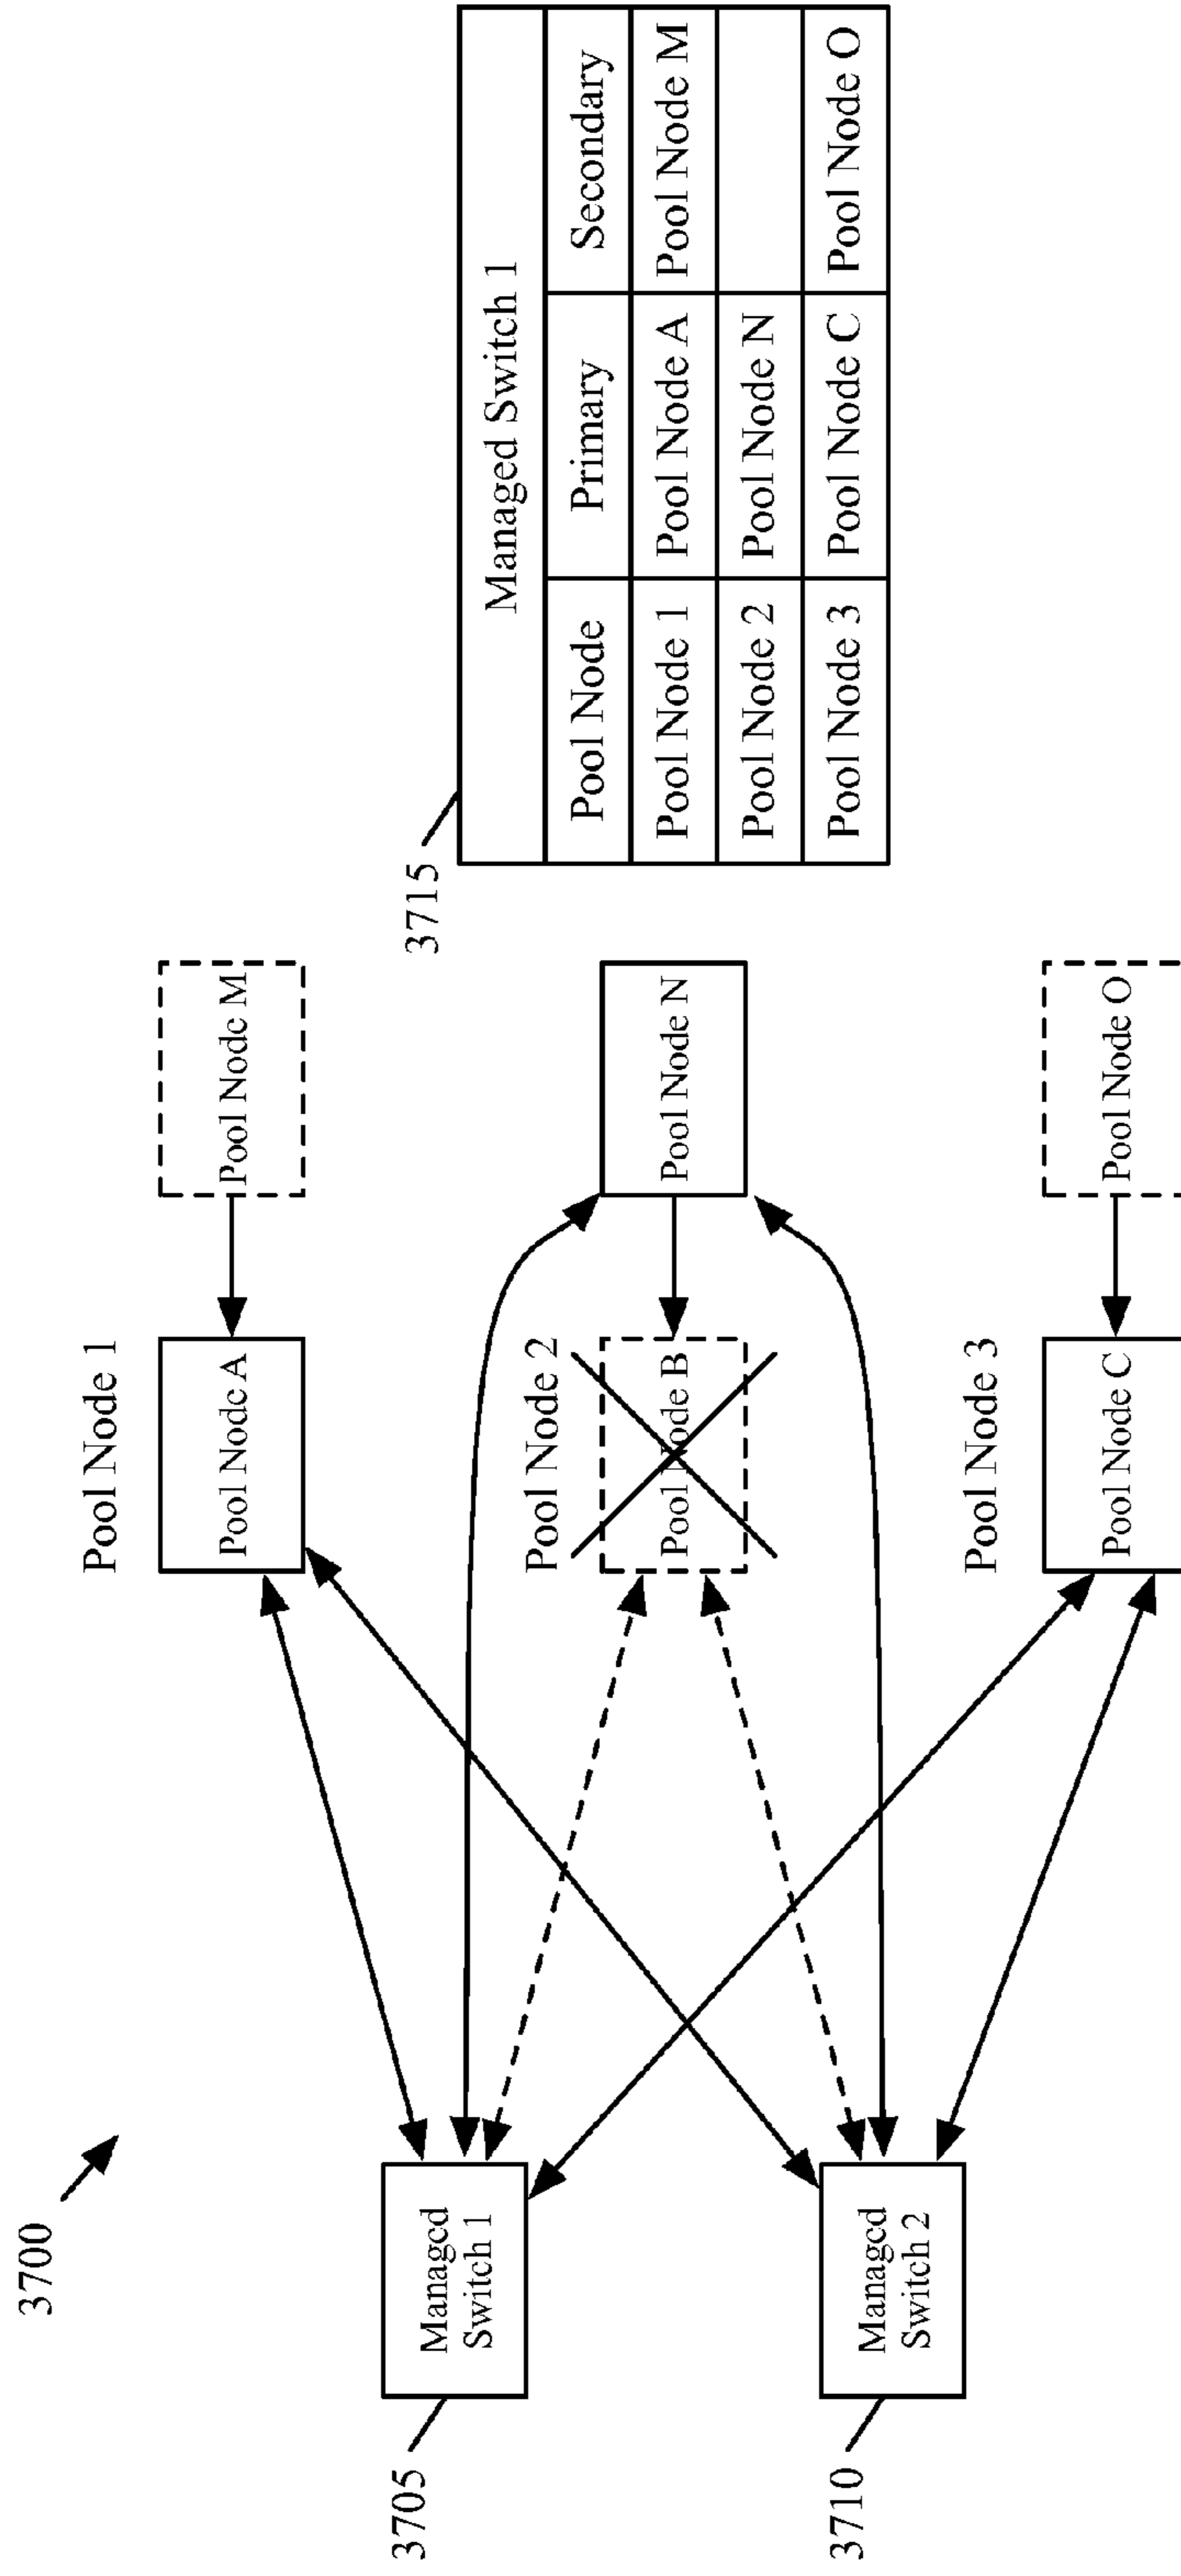 3700
Pool Node 1
Pool Node A
Pool Node M
3705
Managed
Switch 1
Pool Node 2
Pool Node B
Pool Node N
3710
Managed
Switch 2
Pool Node 3
Pool Node C
Pool Node O
3715
Managed Switch 1
Pool Node Primary Secondary
Pool Node 1 Pool Node A Pool Node M
Pool Node 2 Pool Node N
Pool Node 3 Pool Node C Pool Node O